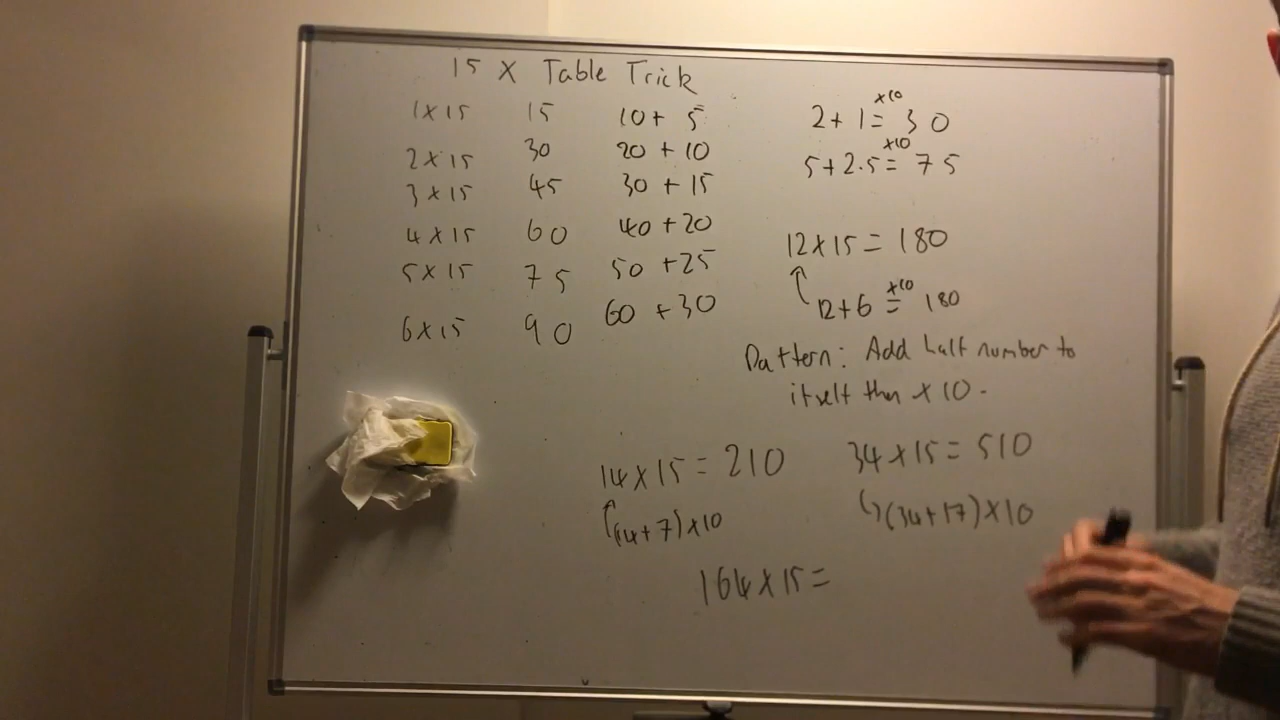 15 X Table Trick
1x15 15 10+ 5
2x15 30 20 +10
3x15 45 30 +15
4x15 60 40 +20
5x15 75 50 +25
6x15 90 60 +30
x10
2+ 1= 30
x10
5+2.5= 75
12x15 = 180
x10
12+6 = 180
Pattern: Add half number to
itself then x 10.
14x15= 210
(14+7)x10
34x15= 510
(34+17)x10
164x15=